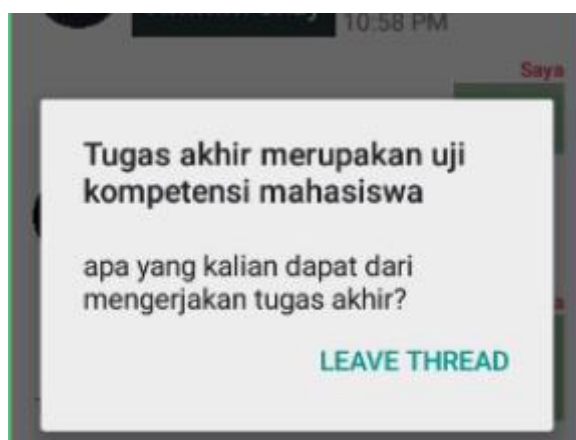 10:58 PM
Saya
Tugas akhir merupakan uji
kompetensi mahasiswa
apa yang kalian dapat dari
mengerjakan tugas akhir?
LEAVE THREAD